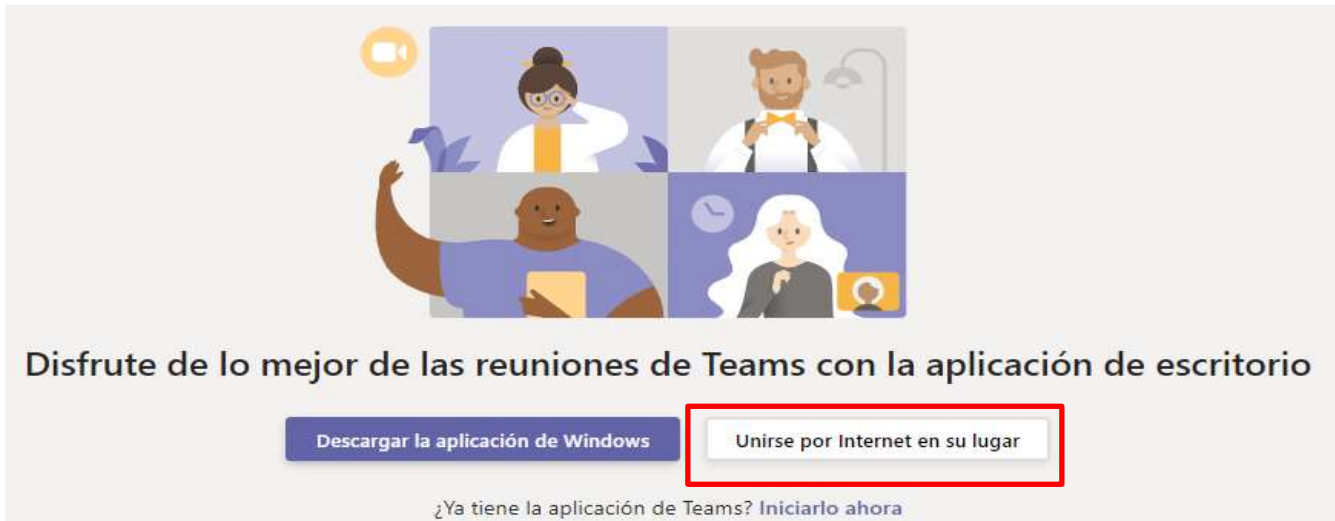 Disfrute de lo mejor de las reuniones de Teams con la aplicación de escritorio
Descargar la aplicación de Windows
Unirse por Internet en su lugar
¿Ya tiene la aplicación de Teams? Iniciarlo ahora